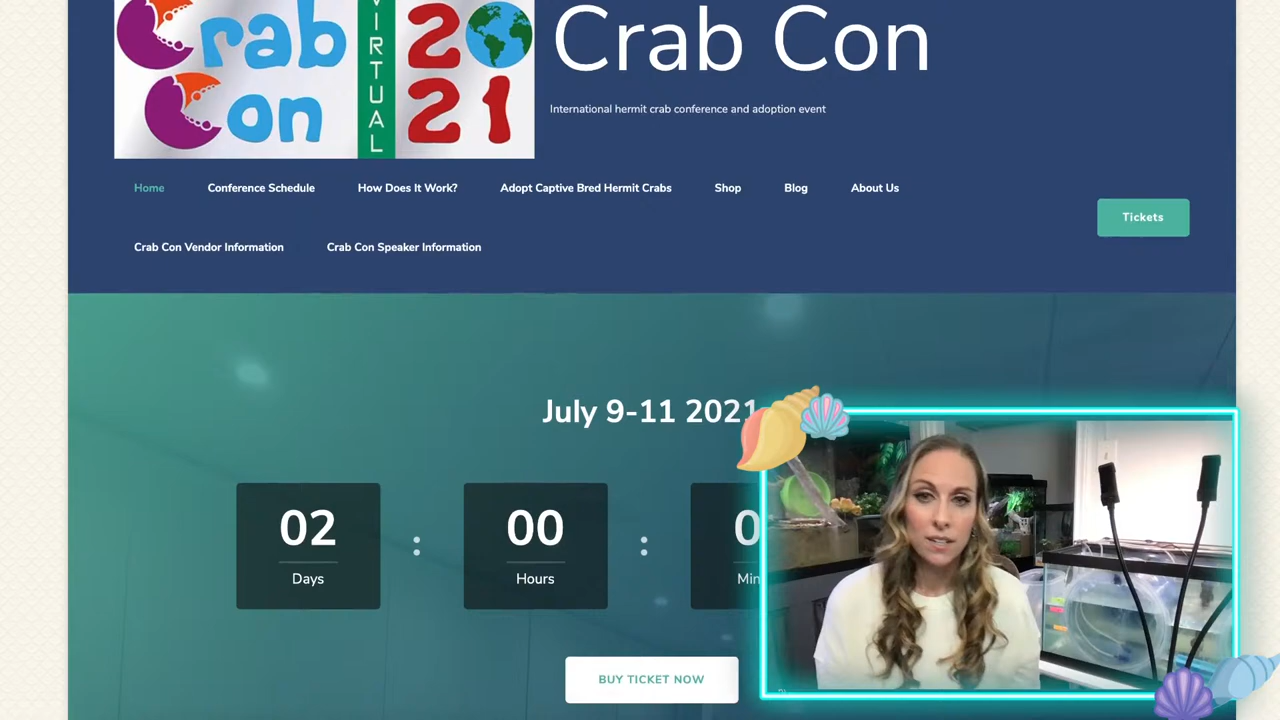 Crab
Con
VIRTUAL
2021
Crab Con
International hermit crab conference and adoption event
Home
Conference Schedule
How Does It Work?
Adopt Captive Bred Hermit Crabs
Shop
Blog
About Us
Tickets
Crab Con Vendor Information
Crab Con Speaker Information
July 9-11 2021
02
:
00
:
0
Days
Hours
Min
BUY TICKET NOW